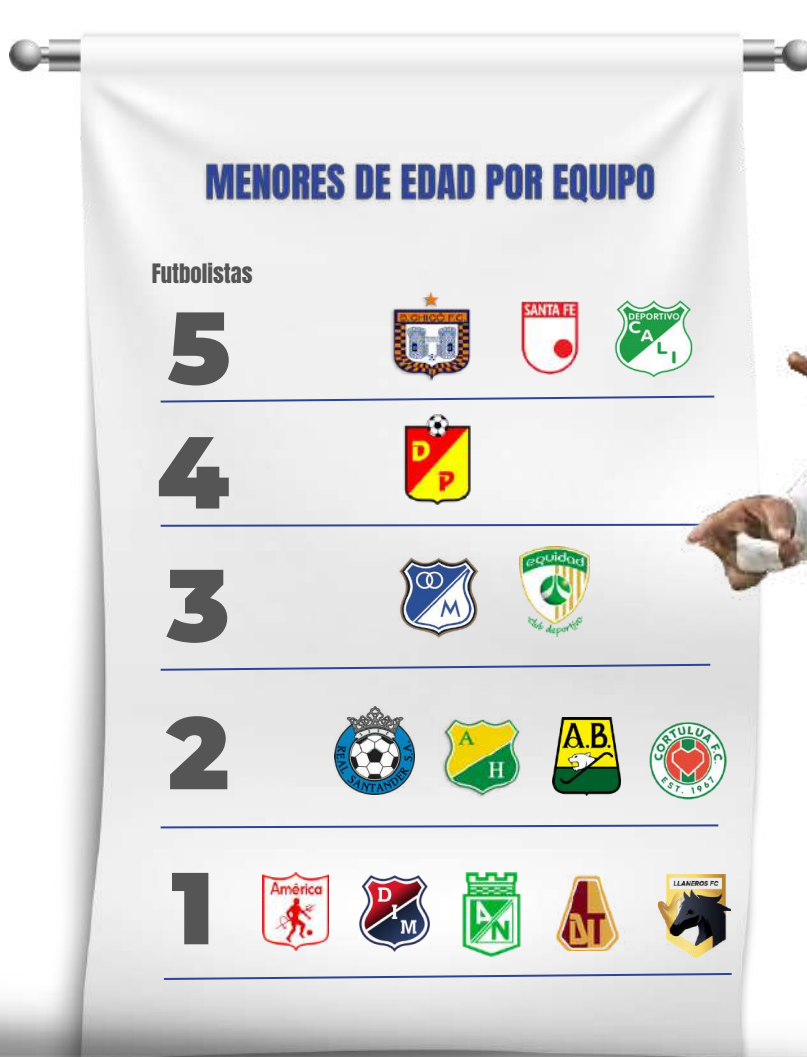 MENORES DE EDAD POR EQUIPO
Futbolistas
5
B. CHICÓ F.C.
SANTA FE
DEPORTIVO
CALI
4
D
P
3
M
equidad
club deportivo
2
REAL SANTANDER S.A.
A
H
A.B.
CORTULUA F.C.
EST. 1967
1
América
D
I
M
A
N
DT
LLANEROS FC